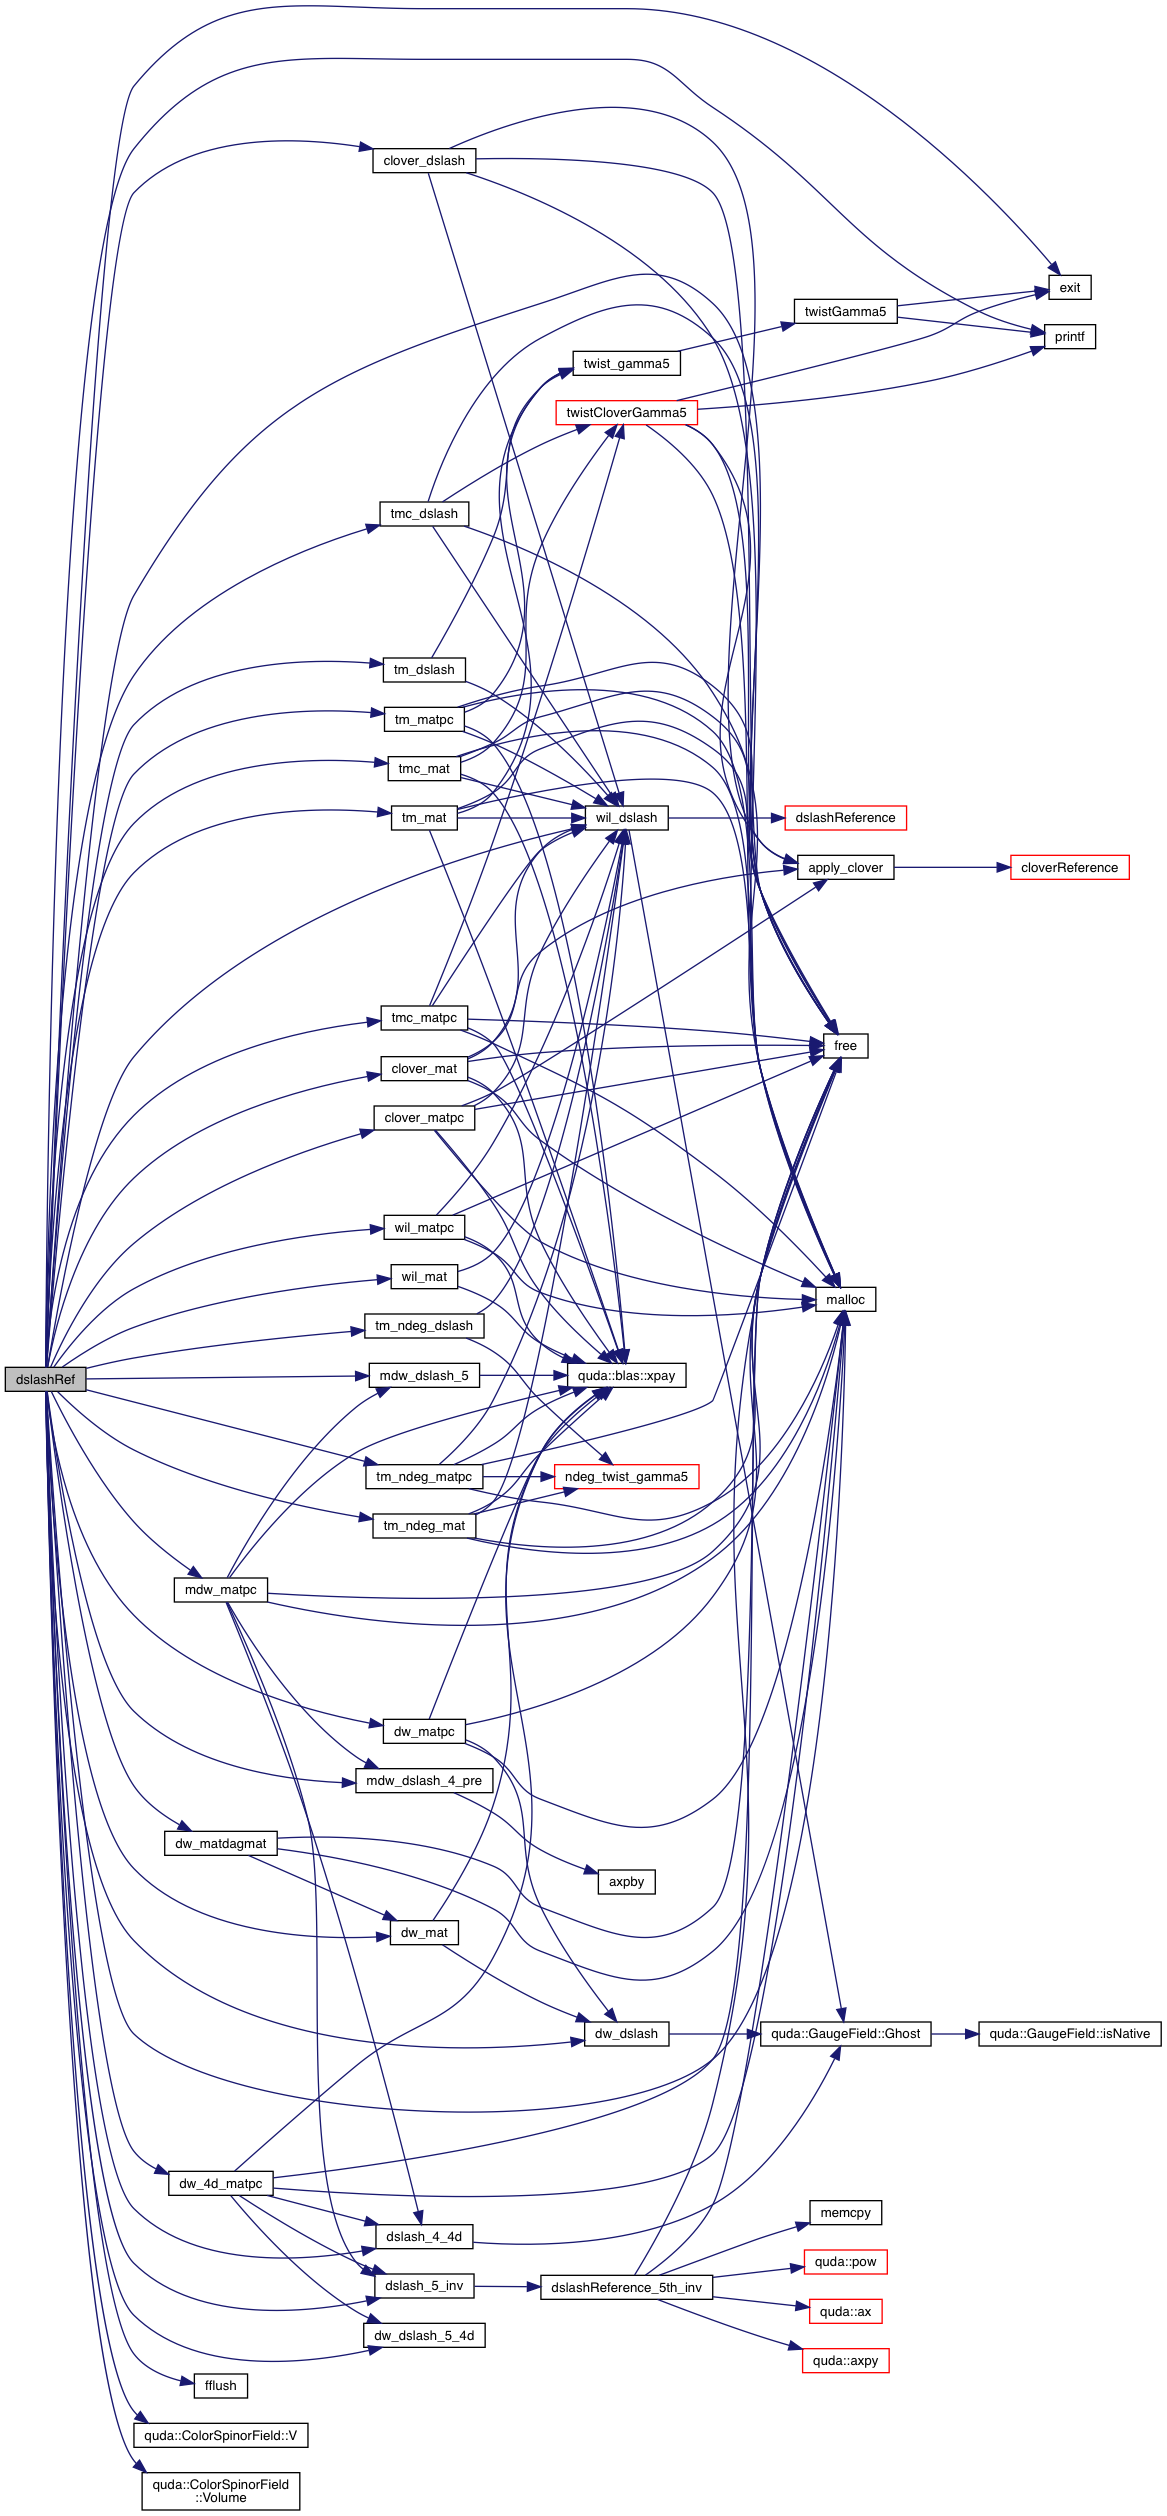 clover_dslash
exit
twistGamma5
printf
twist_gamma5
twistCloverGamma5
tmc_dslash
tm_dslash
tm_matpc
tmc_mat
tm_mat
wil_dslash
dslashReference
apply_clover
cloverReference
tmc_matpc
free
clover_mat
clover_matpc
wil_matpc
wil_mat
malloc
tm_ndeg_dslash
dslashRef
mdw_dslash_5
quda::blas::xpay
tm_ndeg_matpc
ndeg_twist_gamma5
tm_ndeg_mat
mdw_matpc
dw_matpc
mdw_dslash_4_pre
dw_matdagmat
axpby
dw_mat
dw_dslash
quda::GaugeField::Ghost
quda::GaugeField::isNative
dw_4d_matpc
memcpy
dslash_4_4d
quda::pow
dslash_5_inv
dslashReference_5th_inv
quda::ax
dw_dslash_5_4d
quda::axpy
fflush
quda::ColorSpinorField::V
quda::ColorSpinorField
::Volume